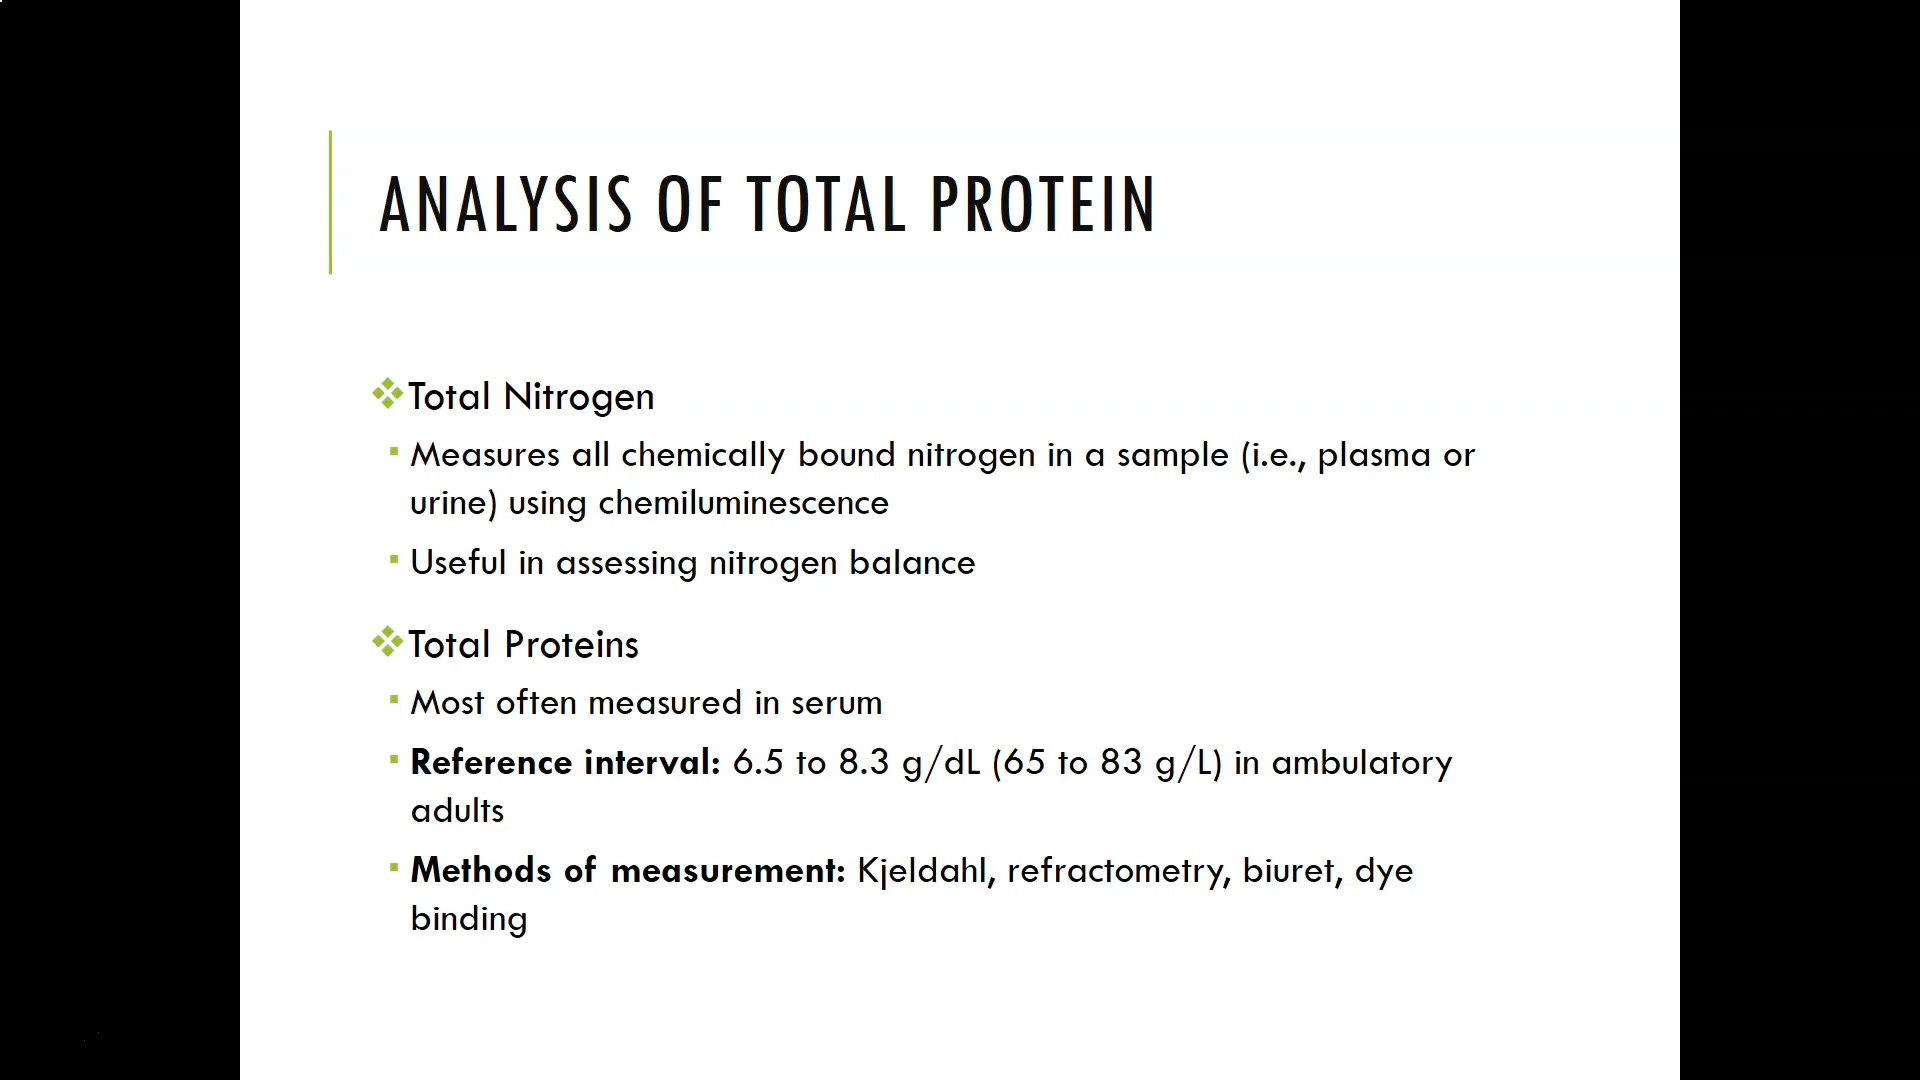 ANALYSIS OF TOTAL PROTEIN
Total Nitrogen
Measures all chemically bound nitrogen in a sample (i.e., plasma or
urine) using chemiluminescence
Useful in assessing nitrogen balance
Total Proteins
Most often measured in serum
Reference interval: 6.5 to 8.3 g/dL (65 to 83 g/L) in ambulatory
adults
Methods of measurement: Kjeldahl, refractometry, biuret, dye
binding